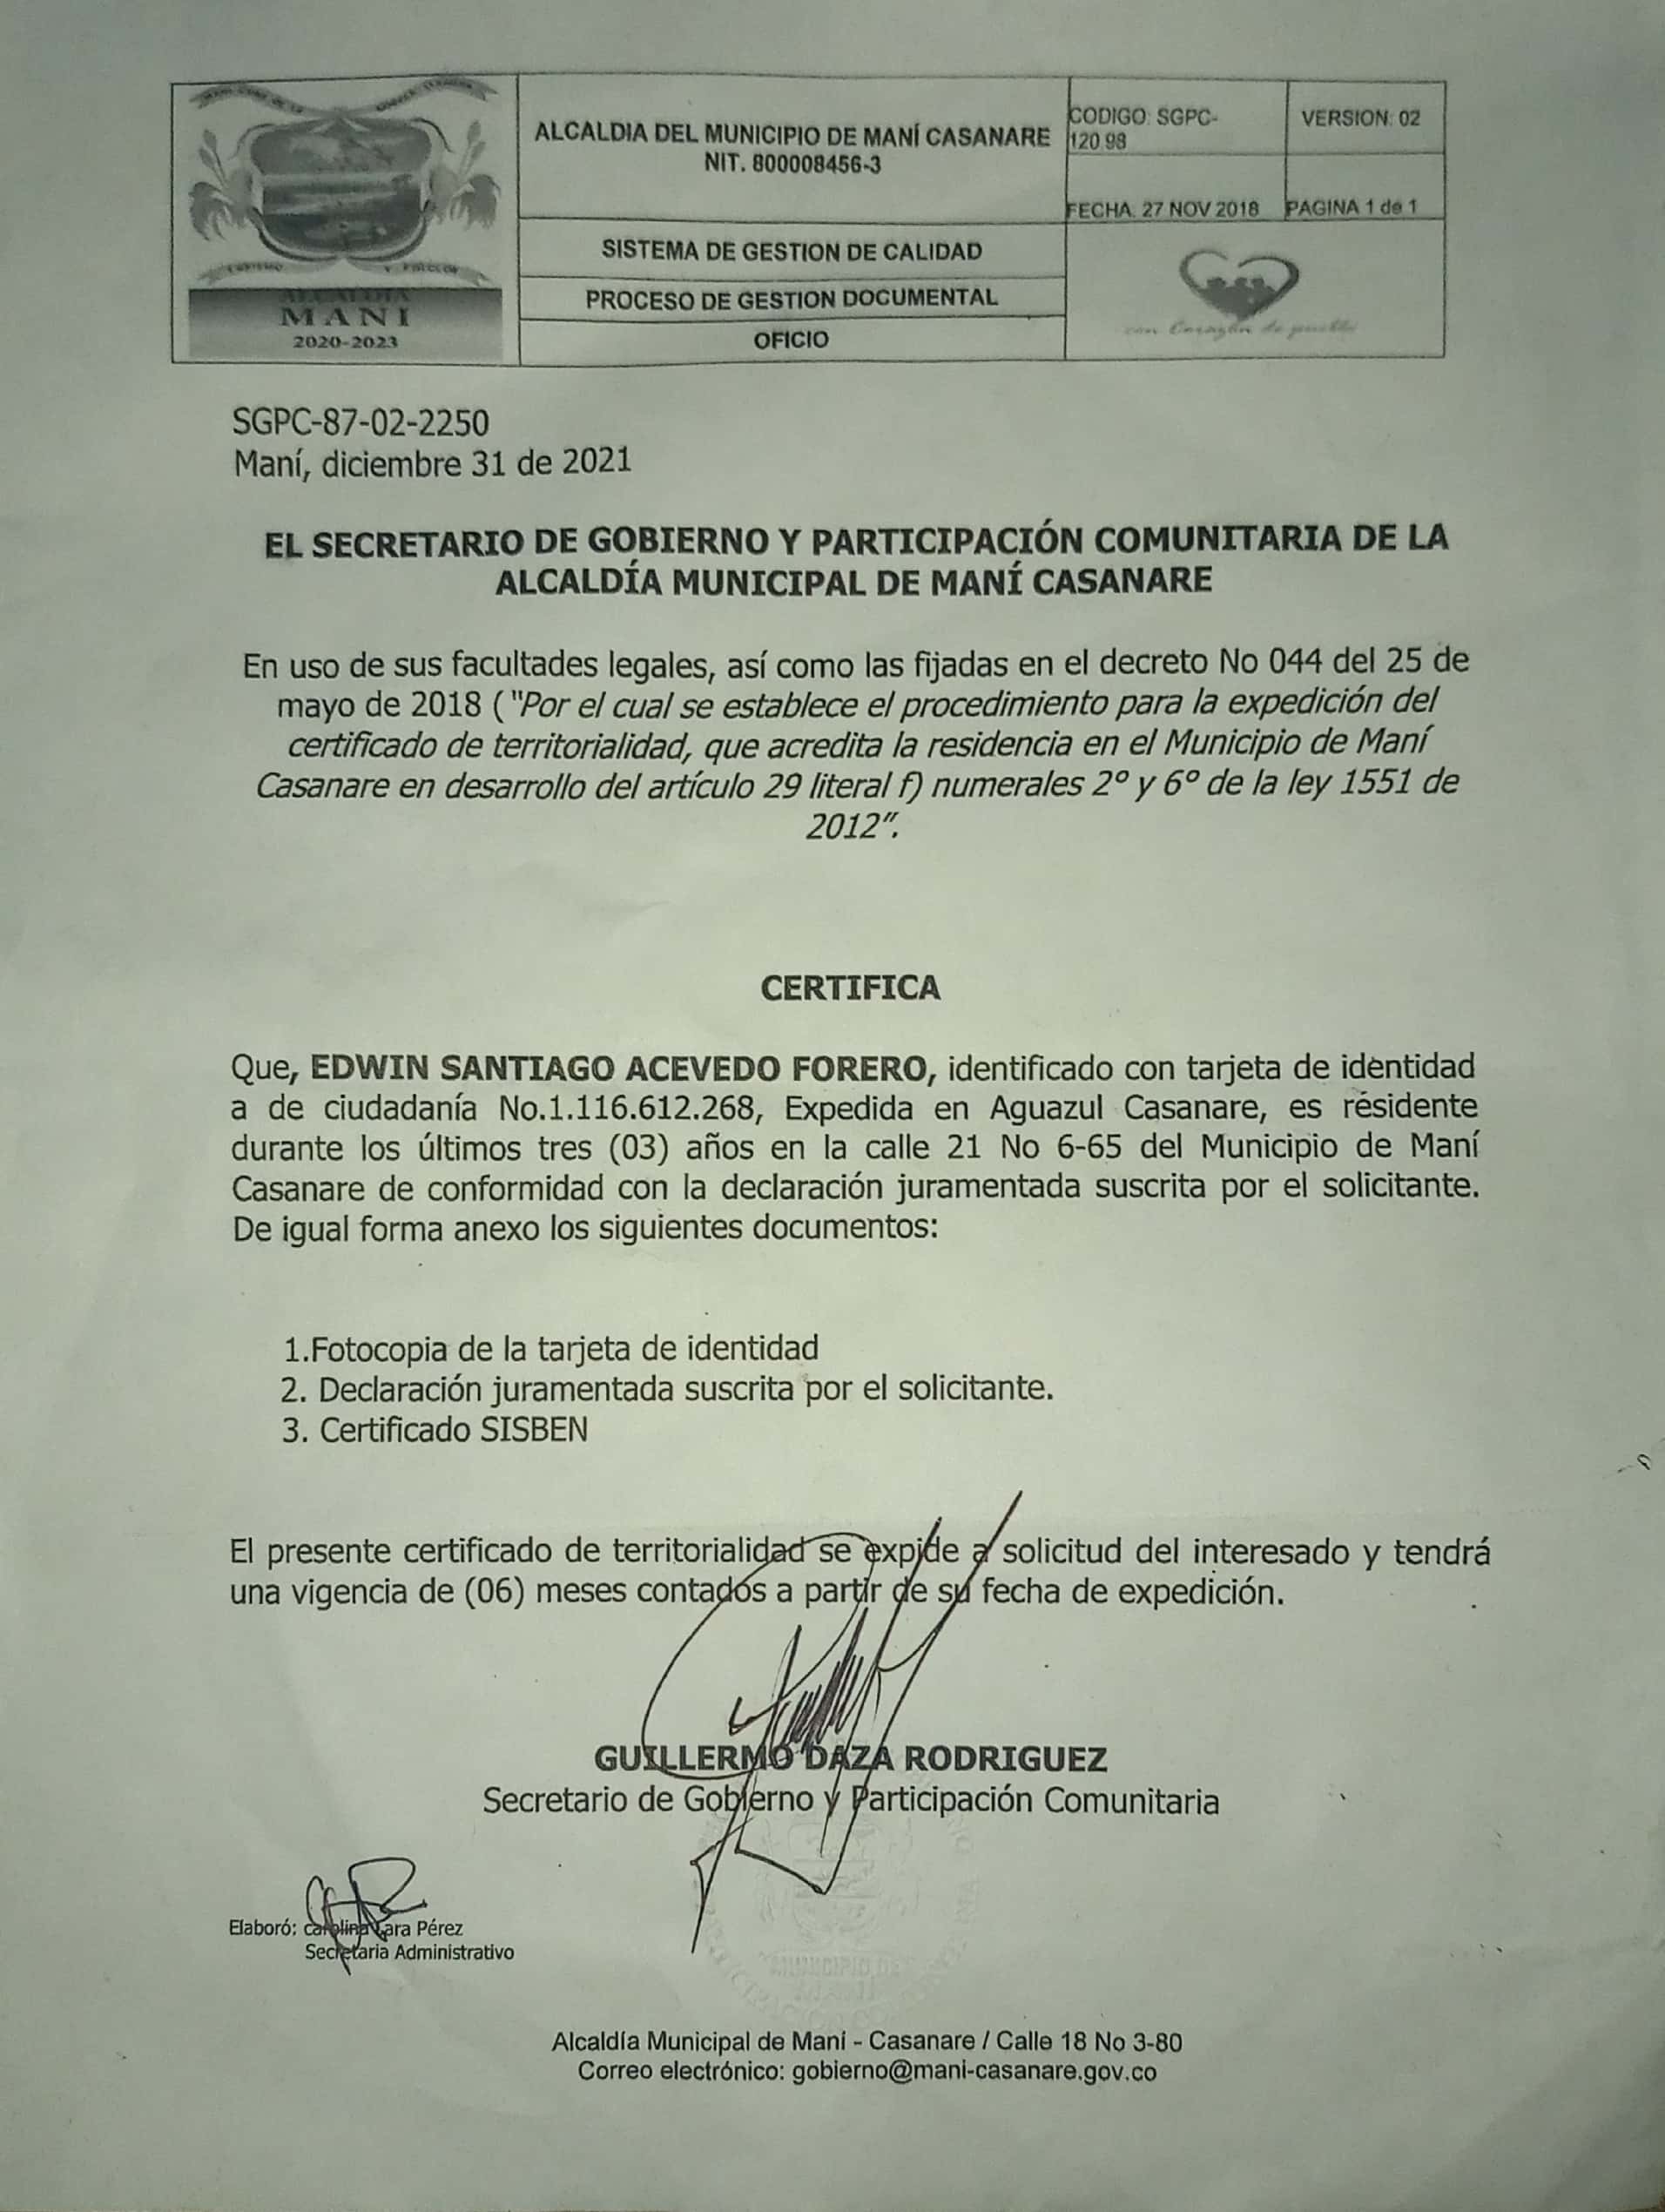 ALCALDIA
MANI
2020-2023
ALCALDIA DEL MUNICIPIO DE MANÍ CASANARE
NIT. 800008456-3
CODIGO: SGPC-
120.98
VERSION: 02
FECHA. 27 NOV 2018
PAGINA 1 de 1
SISTEMA DE GESTION DE CALIDAD
PROCESO DE GESTION DOCUMENTAL
OFICIO
con Corazón de pueblo
SGPC-87-02-2250
Maní, diciembre 31 de 2021
EL SECRETARIO DE GOBIERNO Y PARTICIPACIÓN COMUNITARIA DE LA
ALCALDÍA MUNICIPAL DE MANÍ CASANARE
En uso de sus facultades legales, así como las fijadas en el decreto No 044 del 25 de
mayo de 2018 ("Por el cual se establece el procedimiento para la expedición del
certificado de territorialidad, que acredita la residencia en el Municipio de Maní
Casanare en desarrollo del artículo 29 literal f) numerales 2º y 6º de la ley 1551 de
2012".
CERTIFICA
Que, EDWIN SANTIAGO ACEVEDO FORERO, identificado con tarjeta de identidad
a de ciudadanía No.1.116.612.268, Expedida en Aguazul Casanare, es résidente
durante los últimos tres (03) años en la calle 21 No 6-65 del Municipio de Maní
Casanare de conformidad con la declaración juramentada suscrita por el solicitante.
De igual forma anexo los siguientes documentos:
1.Fotocopia de la tarjeta de identidad
2. Declaración juramentada suscrita por el solicitante.
3. Certificado SISBEN
El presente certificado de territorialidad se expide a solicitud del interesado y tendrá
una vigencia de (06) meses contados a partir de su fecha de expedición.
GUILLERMO DAZA RODRIGUEZ
Secretario de Gobierno y Participación Comunitaria
Elaboró: carolina Lara Pérez
Secretaria Administrativo
MUNICIPIO DE
MANI
Alcaldía Municipal de Maní - Casanare / Calle 18 No 3-80
Correo electrónico: gobierno@mani-casanare.gov.co